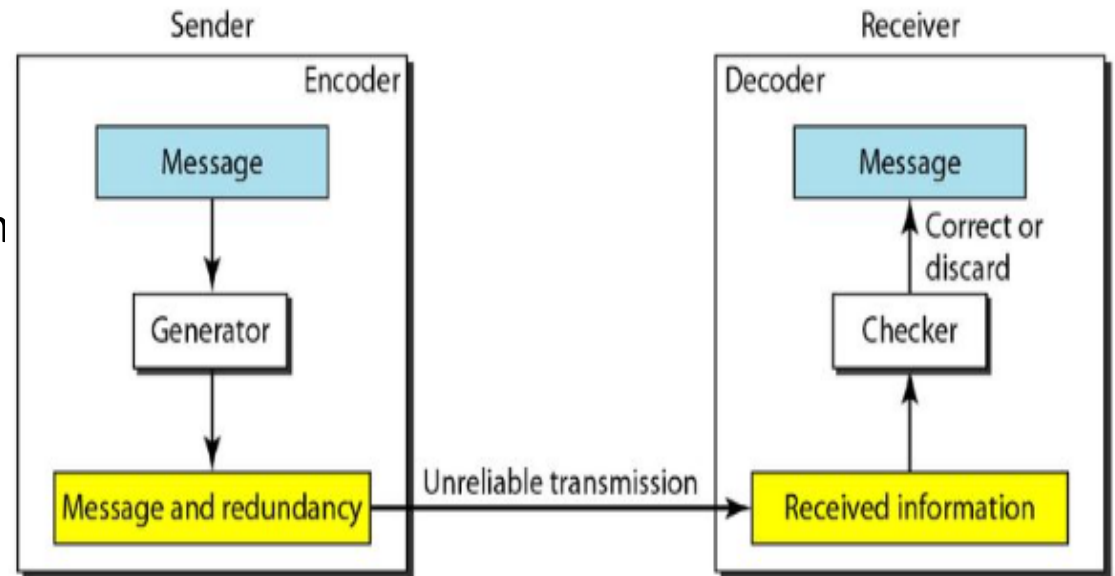 Sender
Encoder
Message
Generator
Message and redundancy
Unreliable transmission
Receiver
Decoder
Message
Correct or
discard
Checker
Received information